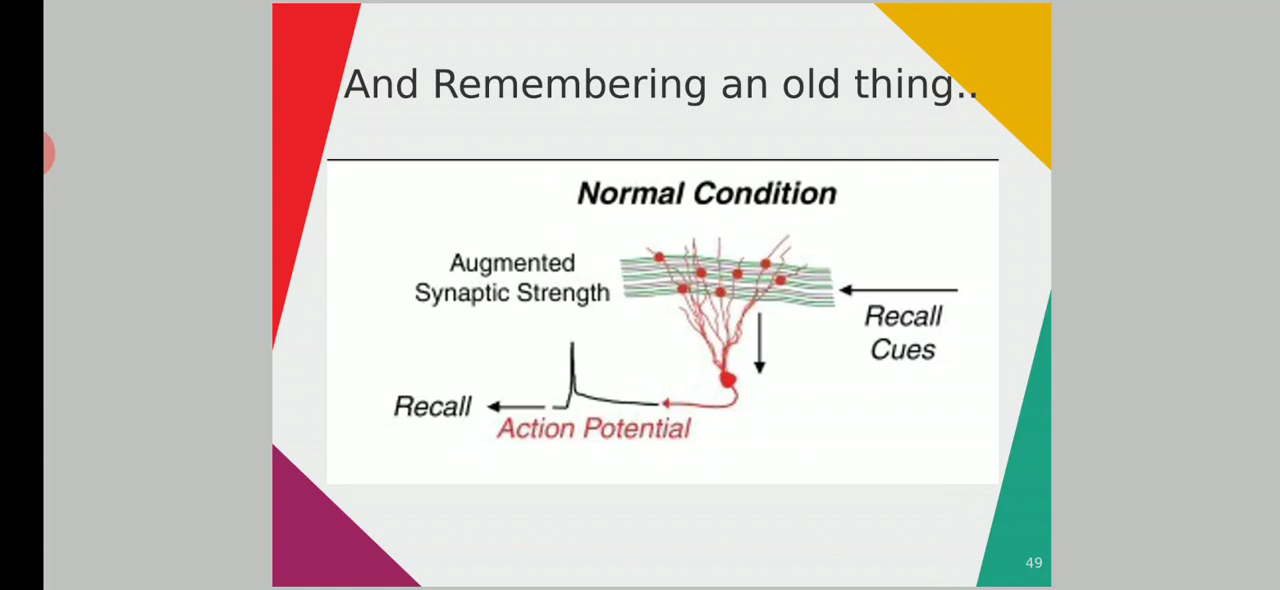 And Remembering an old thing..
Normal Condition
Augmented
Synaptic Strength
Recall
Cues
Recall
Action Potential
49